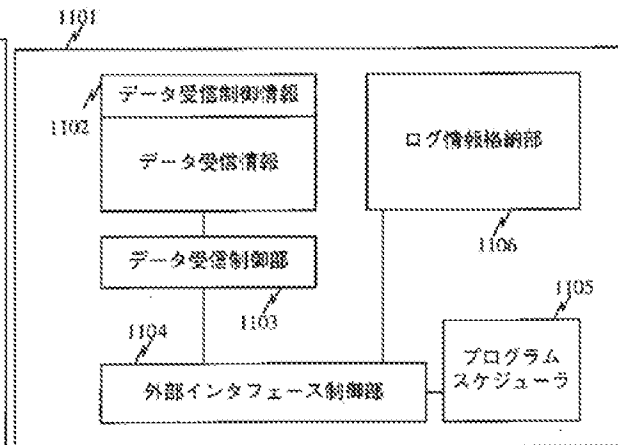 1101
データ受信制御情報
1102
データ受信情報
ログ情報格納部
データ受信制御部
1106
1103
1105
1104
プログラム
スケジューラ
外部インタフェース制御部